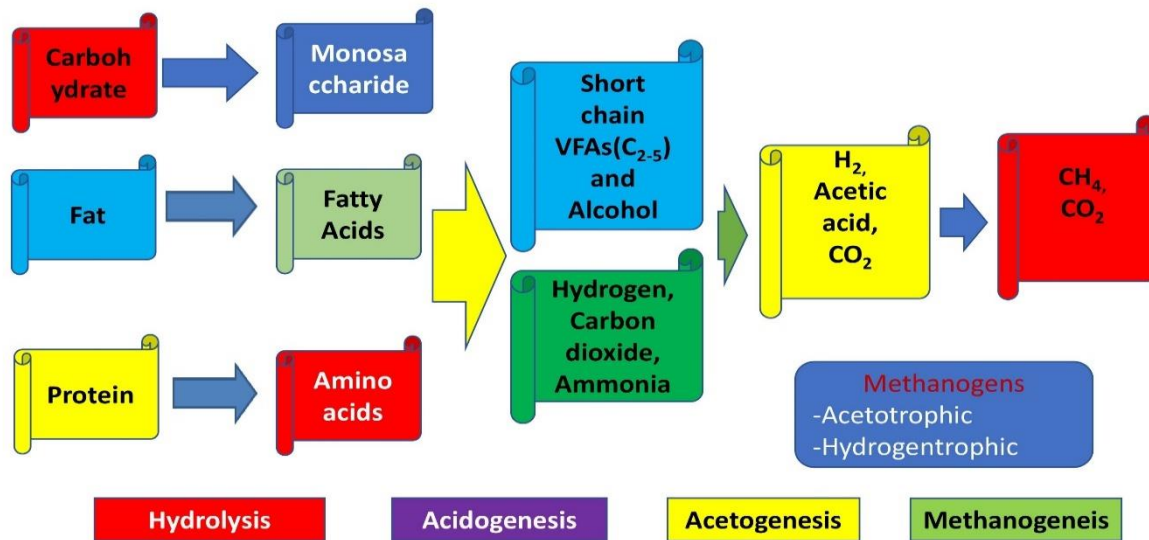 Carboh
ydrate
Monosa
ccharide
Fat
Fatty
Acids
Protein
Amino
acids
Short
chain
VFAs(C₂₋₅)
and
Alcohol
Hydrogen,
Carbon
dioxide,
Ammonia
H₂,
Acetic
acid,
CO₂
CH₄,
CO₂
Methanogens
-Acetotrophic
-Hydrogentrophic
Hydrolysis
Acidogenesis
Acetogenesis
Methanogeneis